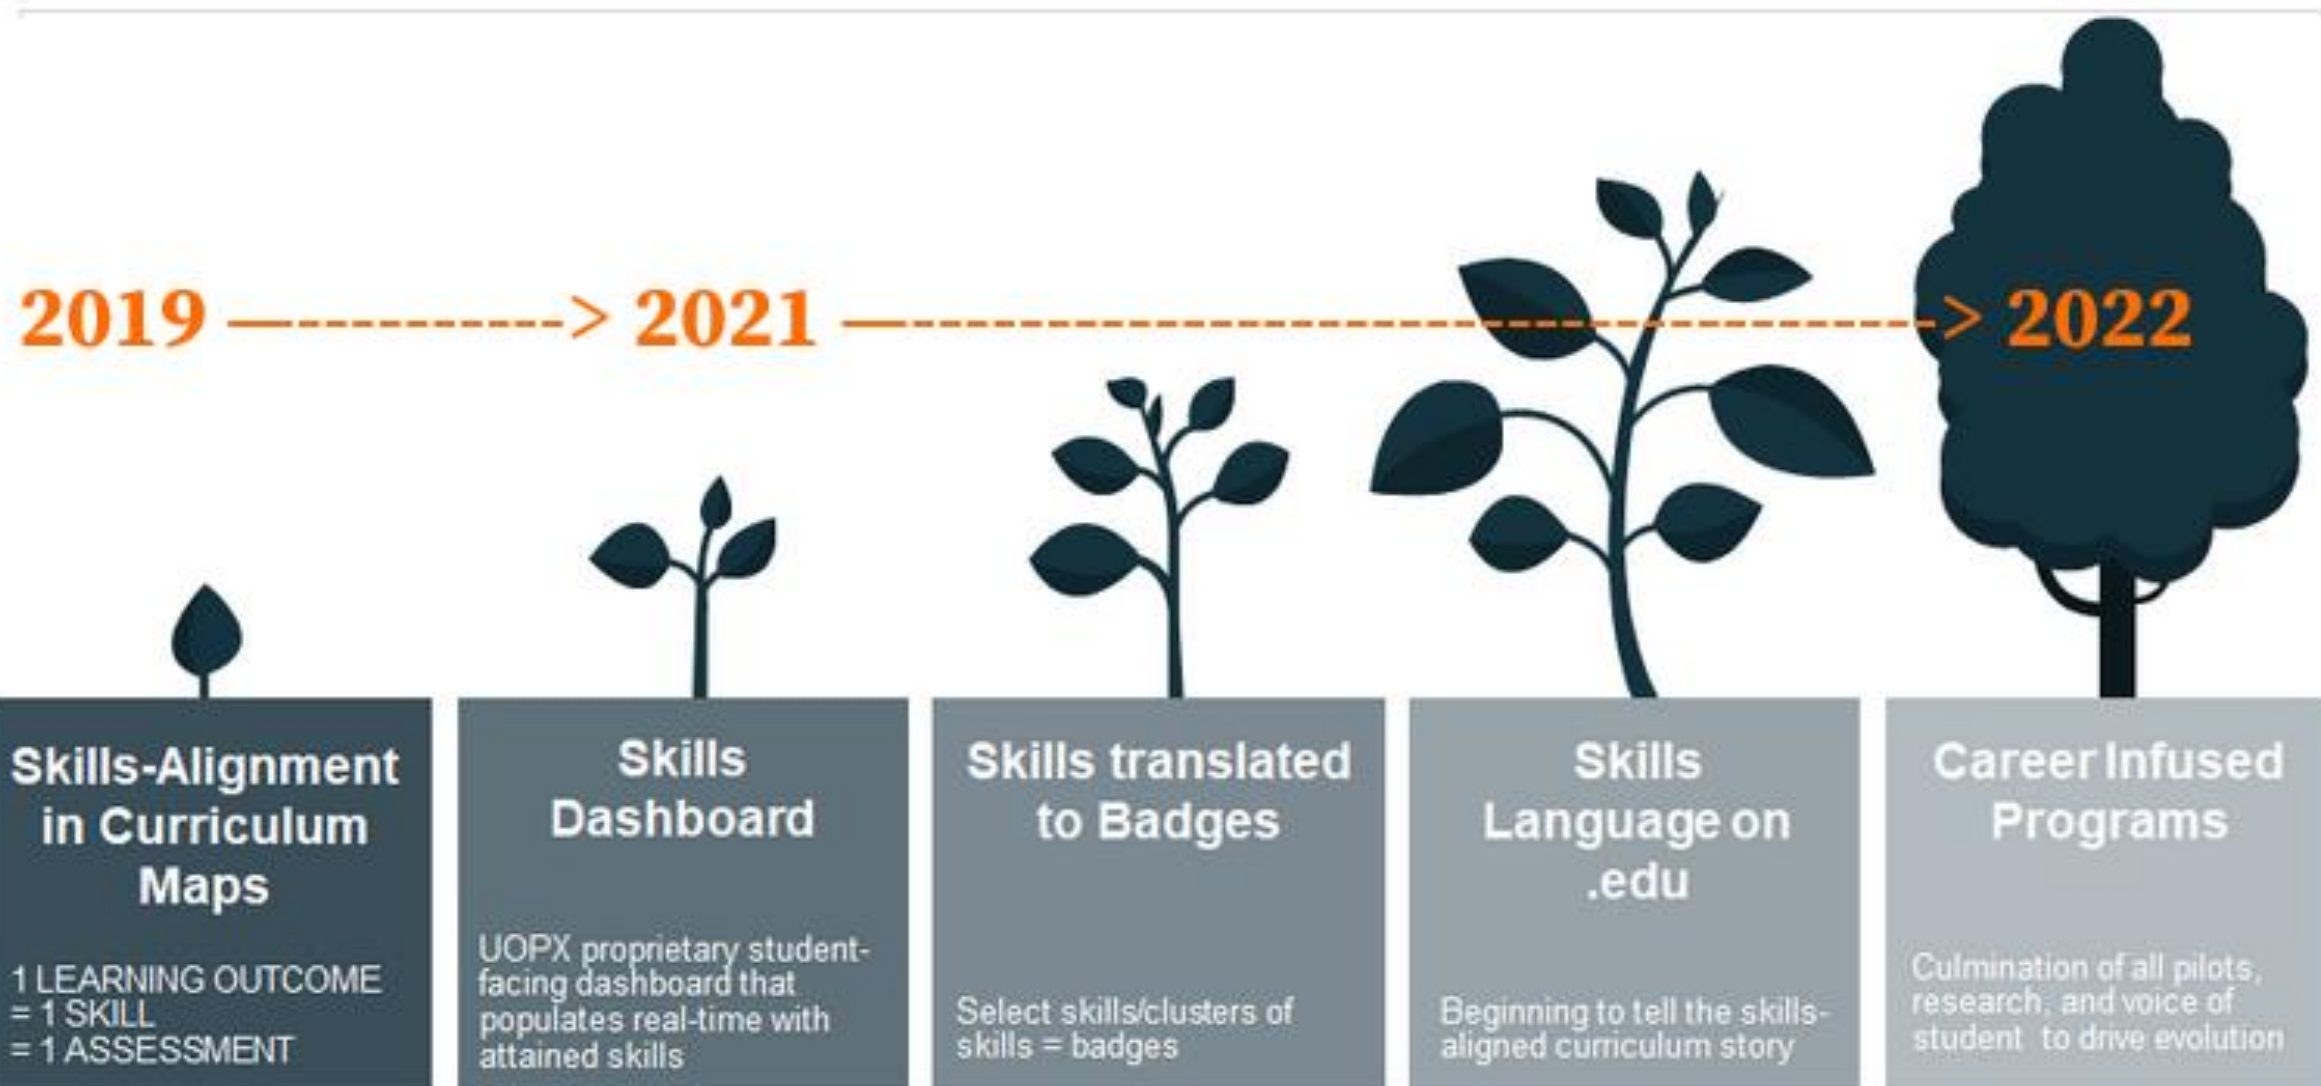 2019 > 2021 > 2022
Skills-Alignment
in Curriculum
Maps
1 LEARNING OUTCOME
= 1 SKILL
= 1 ASSESSMENT
Skills
Dashboard
UOPX proprietary student-
facing dashboard that
populates real-time with
attained skills
Skills translated
to Badges
Select skills/clusters of
skills = badges
Skills
Language on
.edu
Beginning to tell the skills-
aligned curriculum story
Career Infused
Programs
Culmination of all pilots,
research, and voice of
student to drive evolution